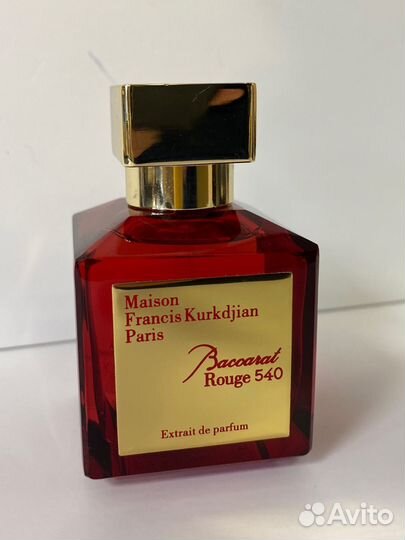 Maison
Francis Kurkdjian
Paris
Baccarat
Rouge 540
Extrait de parfum
Avito